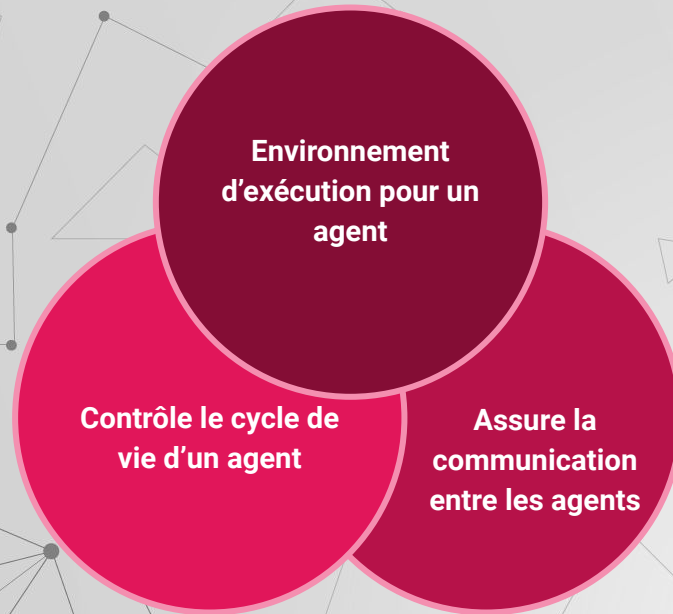 Environnement
d’exécution pour un
agent
Contrôle le cycle de
vie d’un agent
Assure la
communication
entre les agents